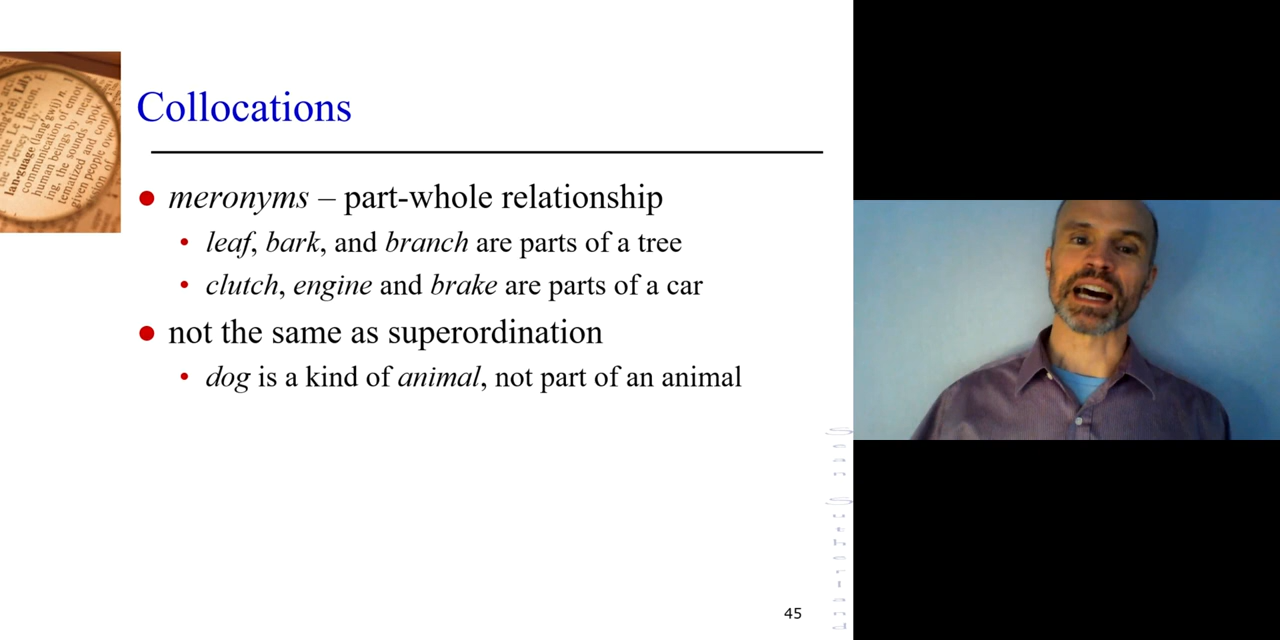 Collocations
meronyms – part-whole relationship
leaf, bark, and branch are parts of a tree
clutch, engine and brake are parts of a car
not the same as superordination
dog is a kind of animal, not part of an animal
45